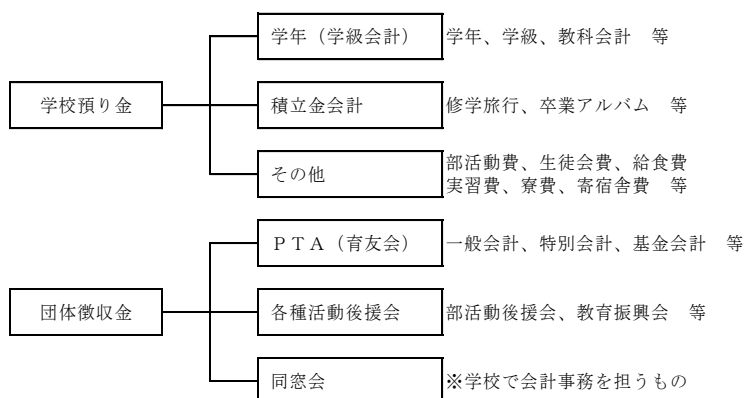 学年（学級会計）　学年、学級、教科会計　等
学校預り金　積立金会計　修学旅行、卒業アルバム　等
その他　部活動費、生徒会費、給食費
実習費、寮費、寄宿舎費　等
ＰＴＡ（育友会）　一般会計、特別会計、基金会計　等
団体徴収金　各種活動後援会　部活動後援会、教育振興会　等
同窓会　※学校で会計事務を担うもの